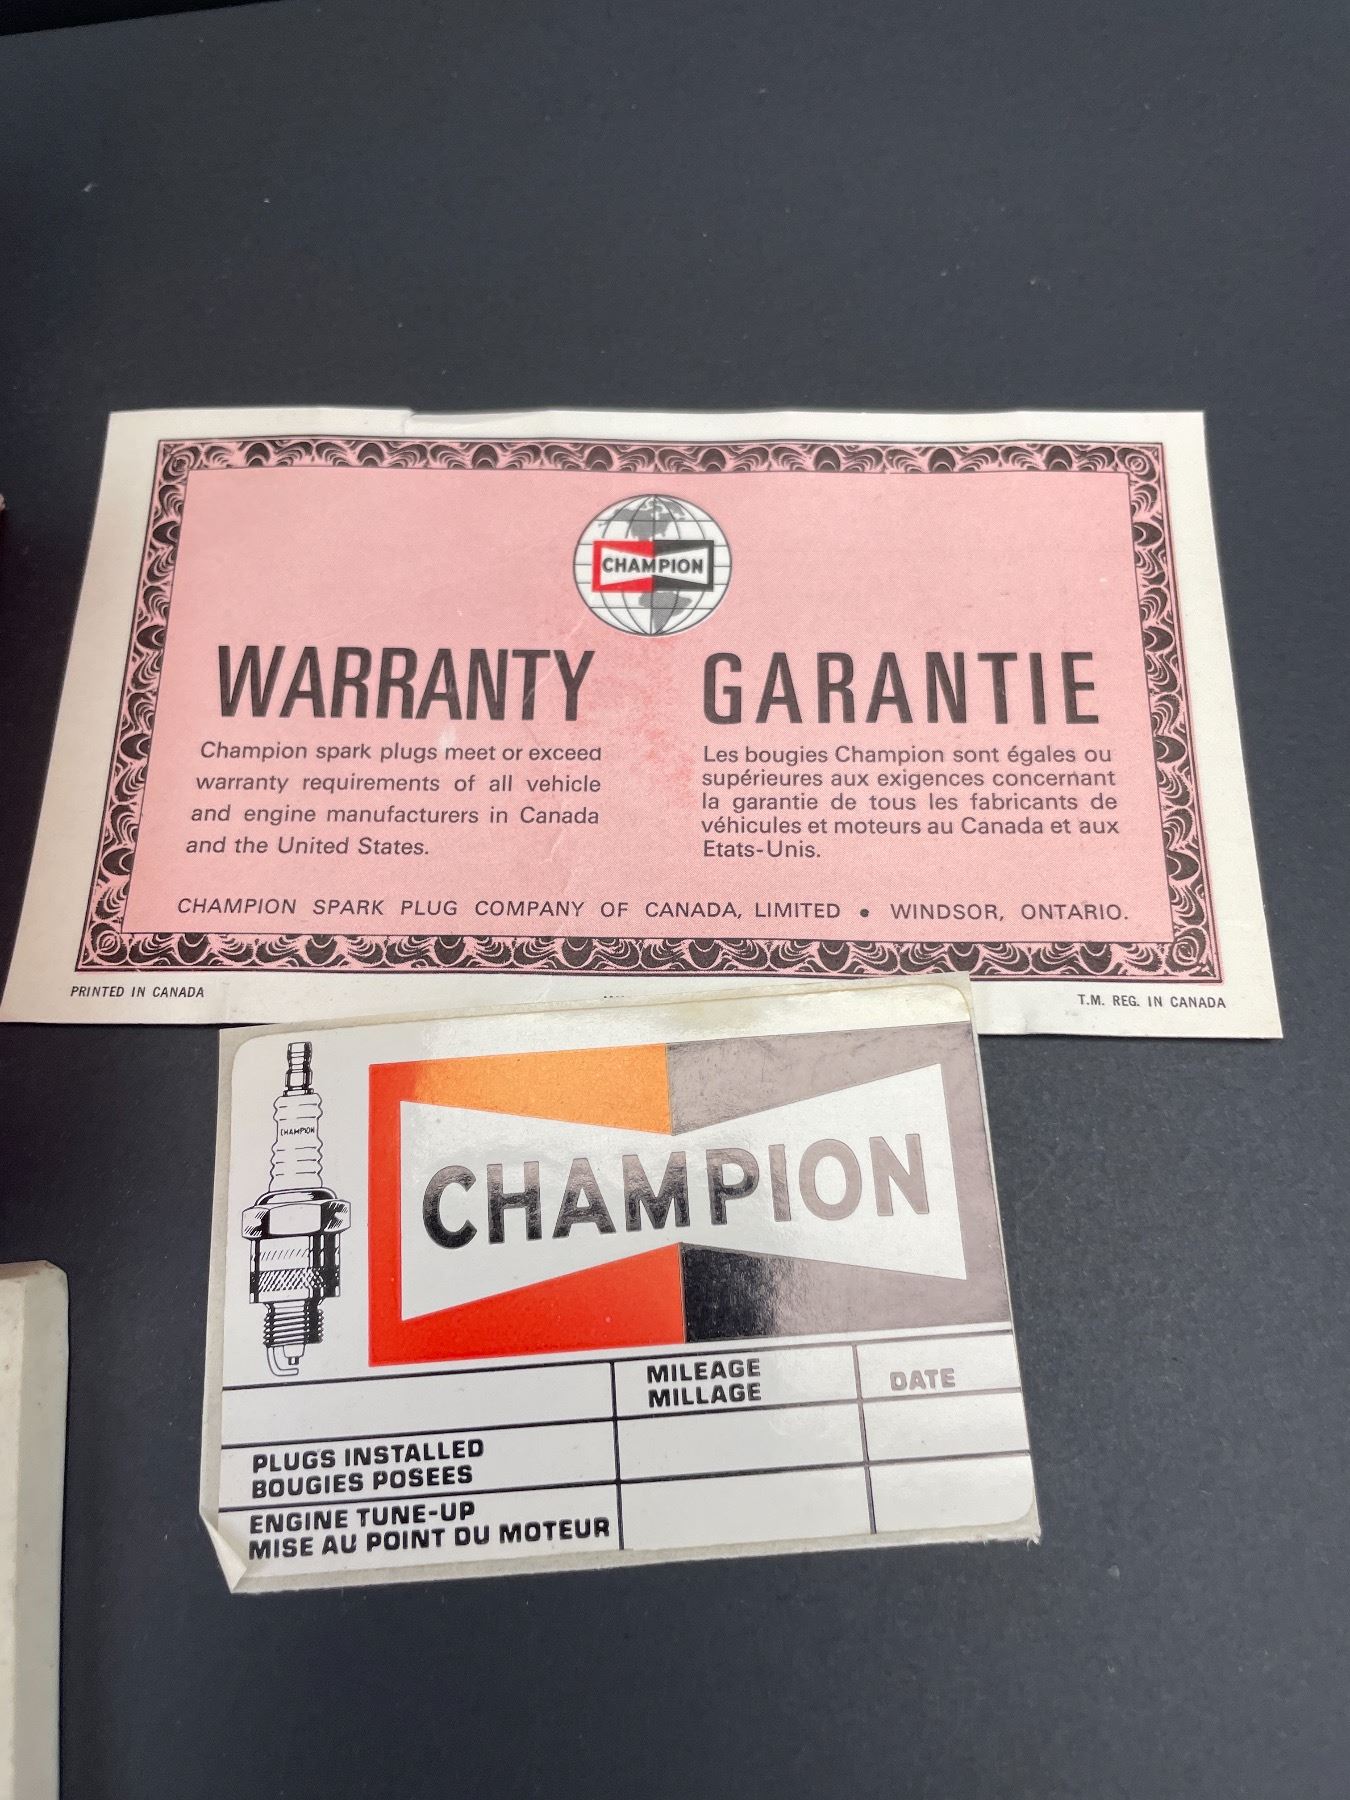 CHAMPION
WARRANTY
Champion spark plugs meet or exceed
warranty requirements of all vehicle
and engine manufacturers in Canada
and the United States.
GARANTIE
Les bougies Champion sont égales ou
supérieures aux exigences concernant
la garantie de tous les fabricants de
véhicules et moteurs au Canada et aux
Etats-Unis.
CHAMPION SPARK PLUG COMPANY OF CANADA, LIMITED • WINDSOR, ONTARIO.
PRINTED IN CANADA
T.M. REG. IN CANADA
CHAMPION
CHAMPION
MILEAGE
MILLAGE
DATE
PLUGS INSTALLED
BOUGIES POSEES
ENGINE TUNE-UP
MISE AU POINT DU MOTEUR